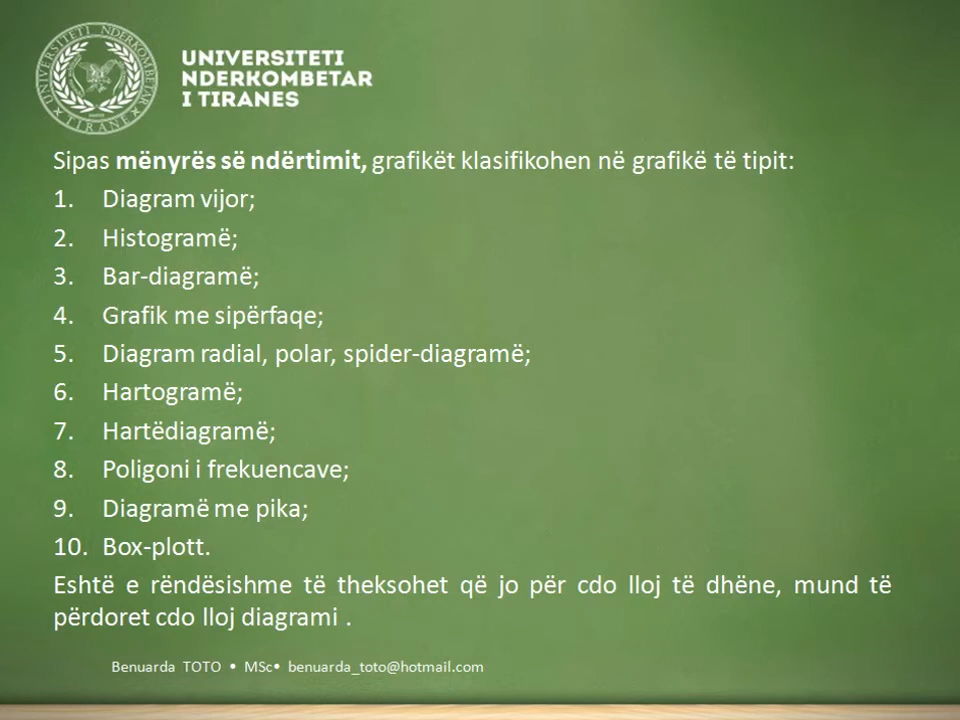 UNIVERSITETI NDERKOMBETAR
TIRANE
UNIVERSITETI
NDERKOMBETAR
I TIRANES
Sipas mënyrës së ndërtimit, grafikët klasifikohen në grafikë të tipit:
1. Diagram vijor;
2. Histogramë;
3. Bar-diagramë;
4. Grafik me sipërfaqe;
5. Diagram radial, polar, spider-diagramë;
6. Hartogramë;
7. Hartëdiagramë;
8. Poligoni i frekuencave;
9. Diagramë me pika;
10. Box-plott.
Eshtë e rëndësishme të theksohet që jo për cdo lloj të dhëne, mund të
përdoret cdo lloj diagrami .
Benuarda TOTO • MSc• benuarda_toto@hotmail.com